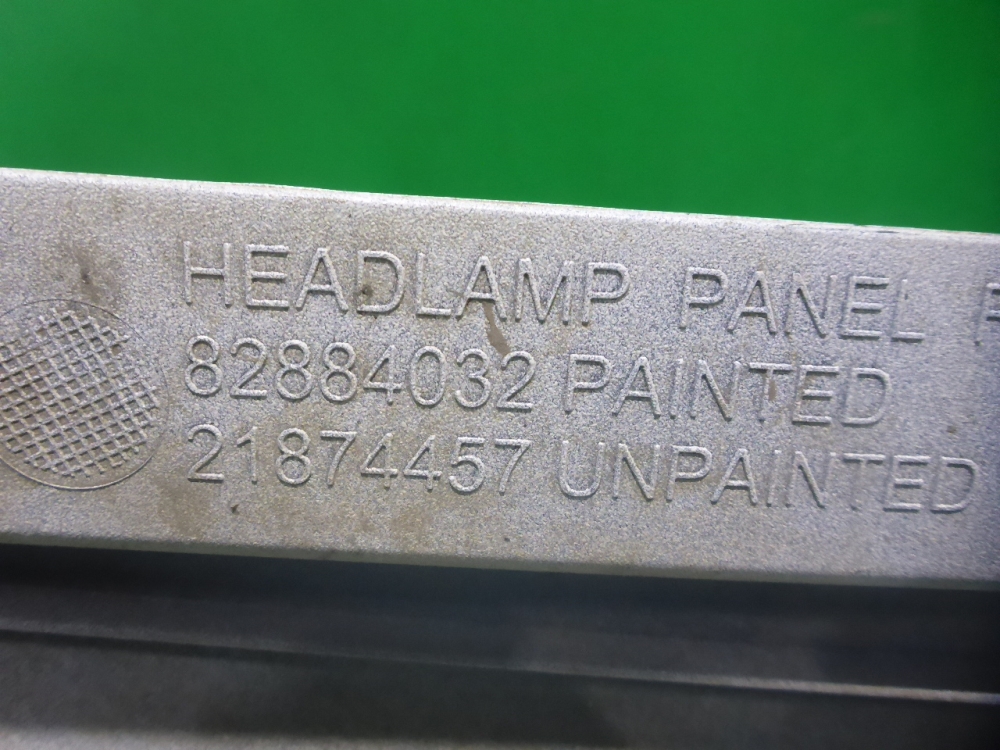 HEADLAMP PANEL
82884032 PAINTED
21874457 UNPAINTED